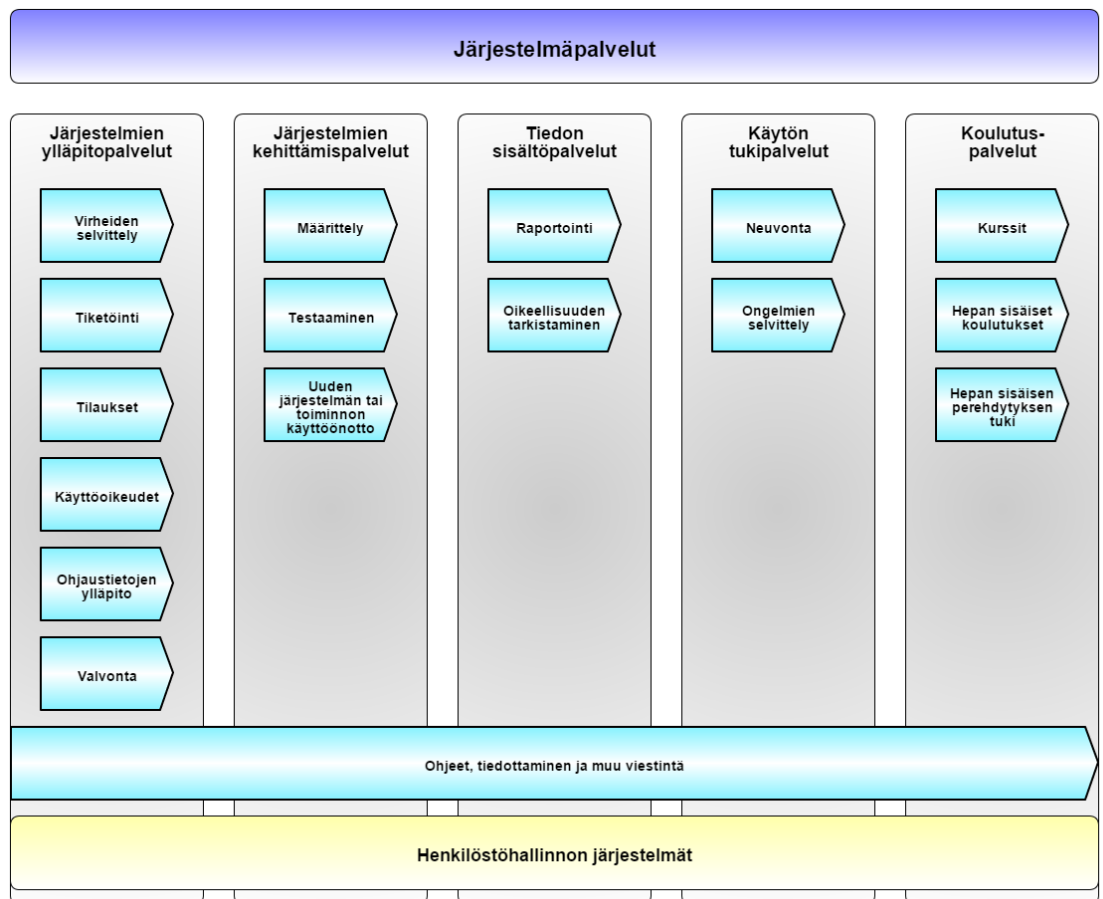 Järjestelmäpalvelut
Järjestelmien
ylläpitopalvelut
Virheiden
selvittely
Tiketöinti
Tilaukset
Käyttöoikeudet
Ohjaustietojen
ylläpito
Valvonta
Järjestelmien
kehittämispalvelut
Määrittely
Testaaminen
Uuden
järjestelmän tai
toiminnon
käyttöönotto
Tiedon
sisältöpalvelut
Raportointi
Oikeellisuuden
tarkistaminen
Käytön
tukipalvelut
Neuvonta
Ongelmien
selvittely
Koulutus-
palvelut
Kurssit
Hepan sisäiset
koulutukset
Hepan sisäisen
perehdytyksen
tuki
Ohjeet, tiedottaminen ja muu viestintä
Henkilöstöhallinnon järjestelmät